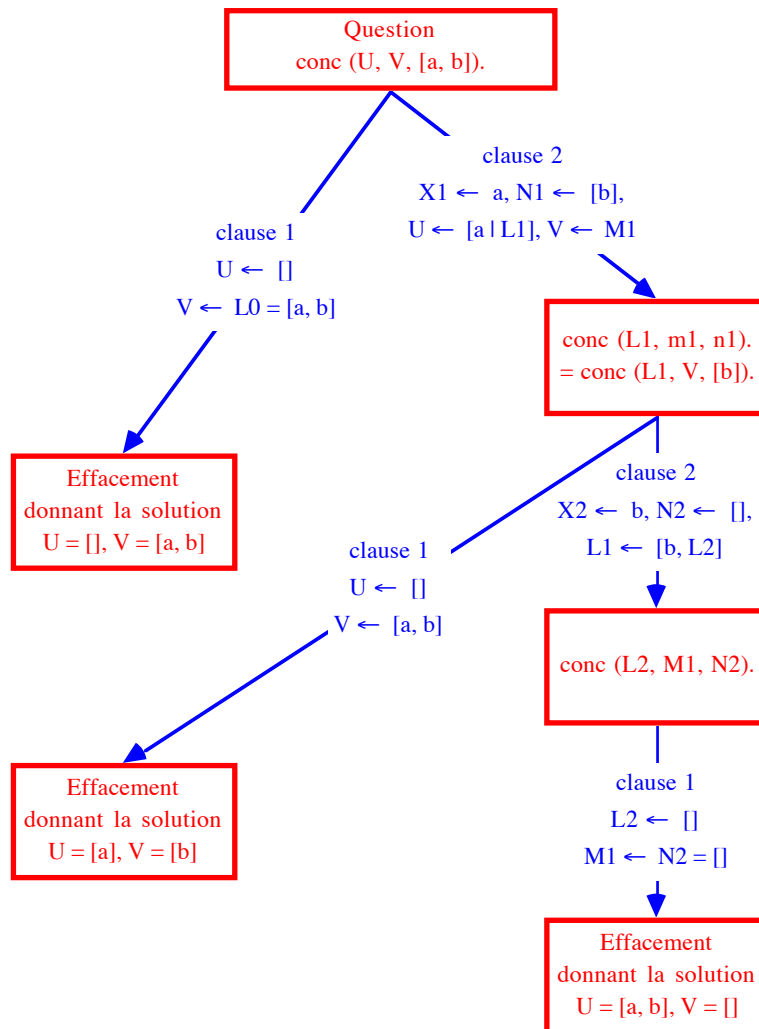 Question
conc (U, V, [a, b]).
clause 2
X1 ← a, N1 ← [b],
U ← [a | L1], V ← M1
clause 1
U ← []
V ← L0 = [a, b]
conc (L1, m1, n1).
= conc (L1, V, [b]).
Effacement
donnant la solution
U = [], V = [a, b]
clause 2
X2 ← b, N2 ← [],
L1 ← [b, L2]
clause 1
U ← []
V ← [a, b]
conc (L2, M1, N2).
Effacement
donnant la solution
U = [a], V = [b]
clause 1
L2 ← []
M1 ← N2 = []
Effacement
donnant la solution
U = [a, b], V = []